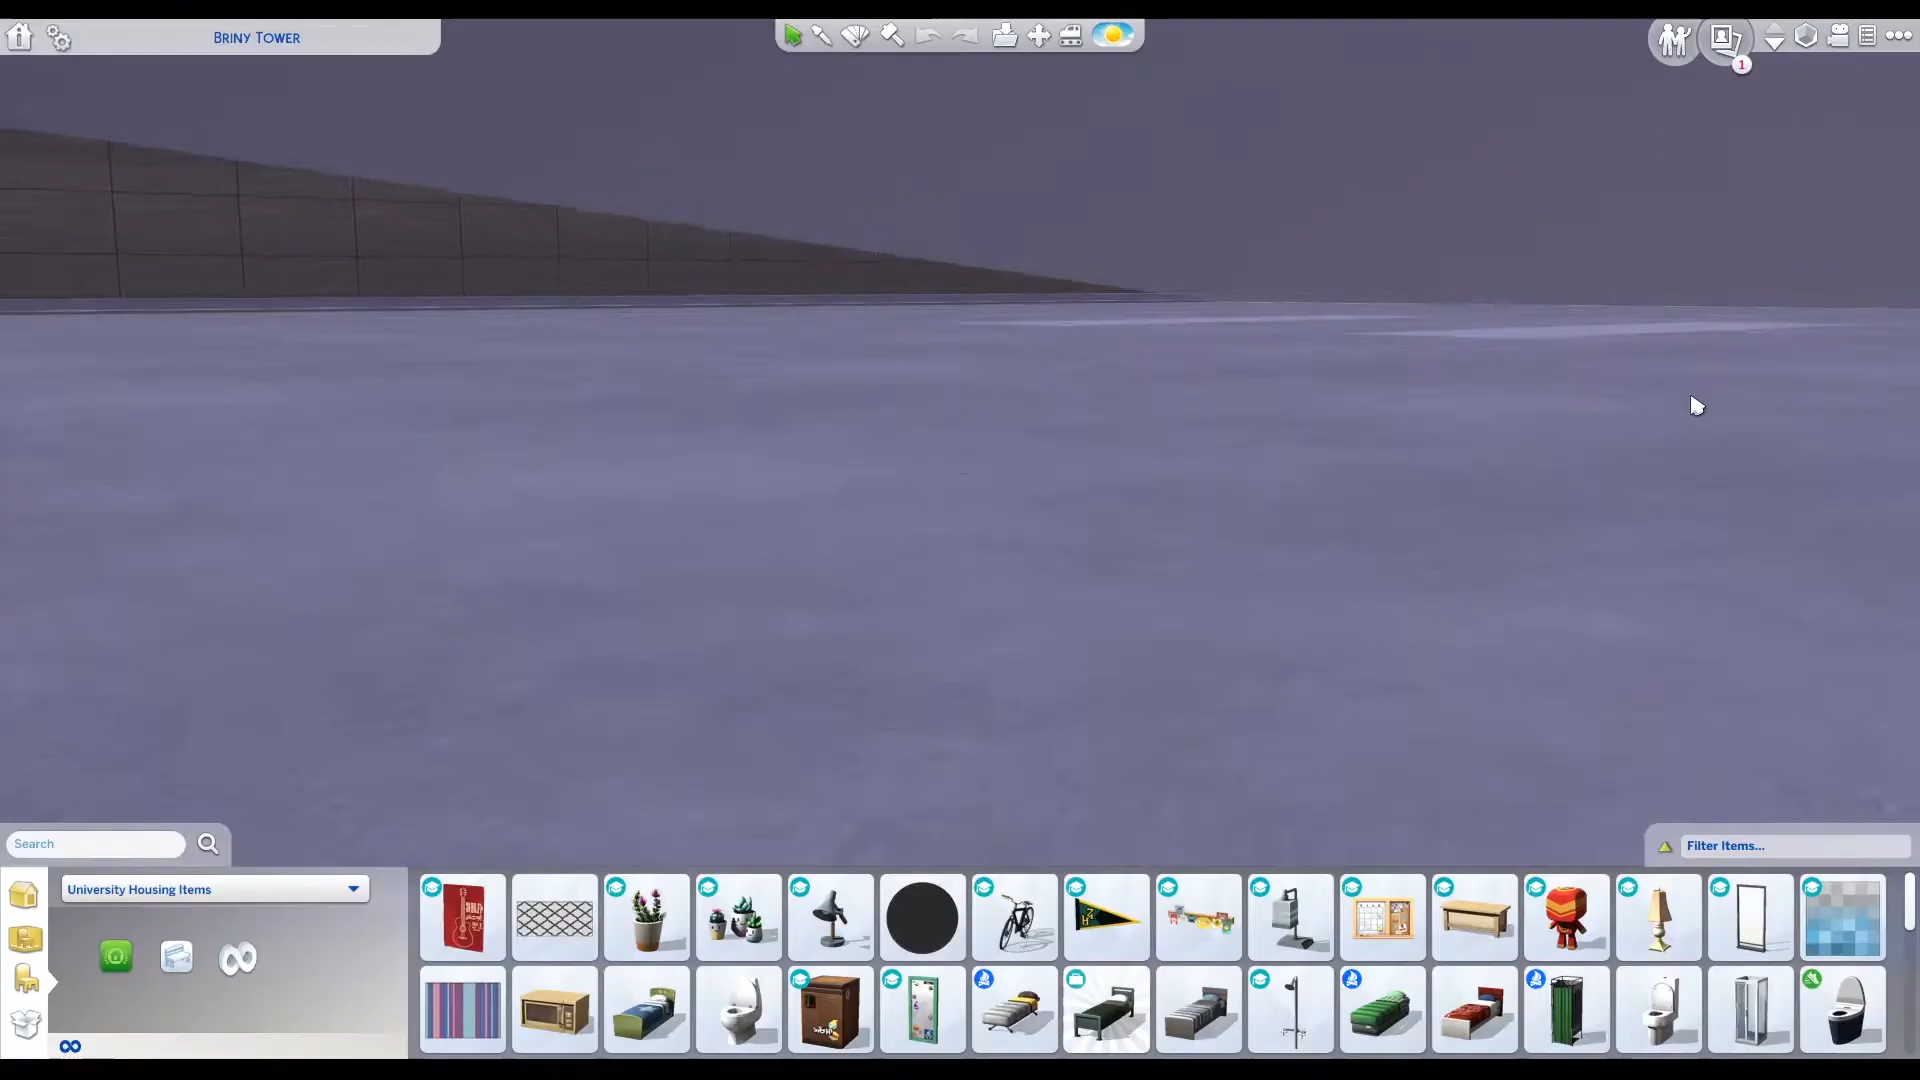 BRINY TOWER
1
Search
Filter Items...
University Housing Items